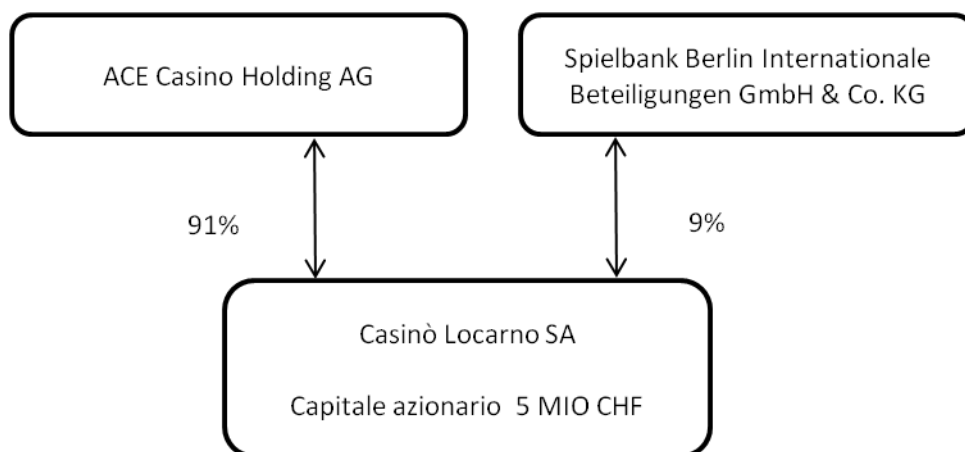 ACE Casino Holding AG
Spielbank Berlin Internationale
Beteiligungen GmbH & Co. KG
91%
9%
Casinò Locarno SA
Capitale azionario  5 MIO CHF